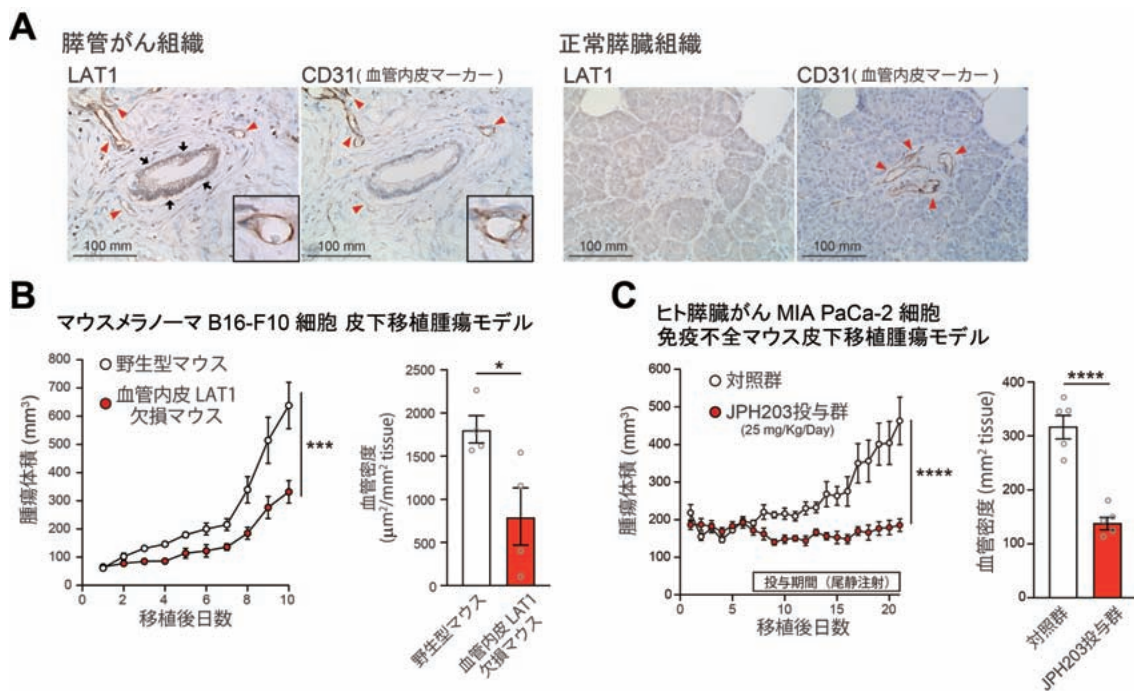 A
膵管がん組織
正常膵臓組織
LAT1
CD31(血管内皮マーカー)
LAT1
CD31(血管内皮マーカー)
100 mm
100 mm
100 mm
100 mm
B
マウスメラノーマ B16-F10 細胞 皮下移植腫瘍モデル
腫瘍体積 (mm³)
800
700
600
500
400
300
200
100
0
0
2
4
6
8
10
移植後日数
野生型マウス
血管内皮 LAT1
欠損マウス
***
血管密度
(μm²/mm² tissue)
2500
2000
1500
1000
500
0
*
野生型マウス
血管内皮 LAT1
欠損マウス
C
ヒト膵臓がん MIA PaCa-2 細胞
免疫不全マウス皮下移植腫瘍モデル
腫瘍体積 (mm³)
600
500
400
300
200
100
0
0
5
10
15
20
投与期間(尾静注射)
移植後日数
対照群
JPH203投与群
(25 mg/Kg/Day)
****
血管密度 (mm² tissue)
400
300
200
100
0
****
対照群
JPH203投与群